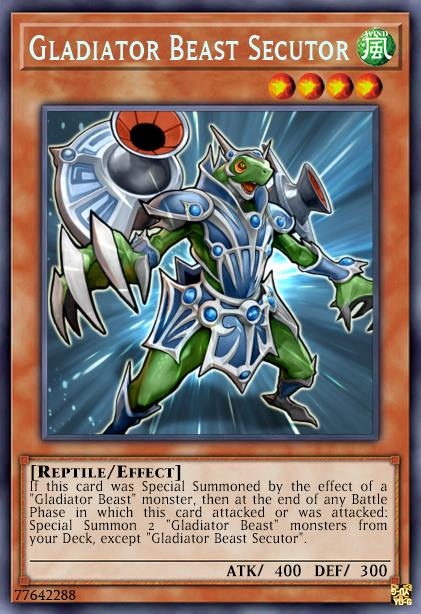 GLADIATOR BEAST SECUTOR
WIND
風
[REPTILE/EFFECT]
If this card was Special Summoned by the effect of a
"Gladiator Beast" monster, then at the end of any Battle
Phase in which this card attacked or was attacked:
Special Summon 2 "Gladiator Beast" monsters from
your Deck, except "Gladiator Beast Secutor".
ATK/ 400 DEF/ 300
77642288